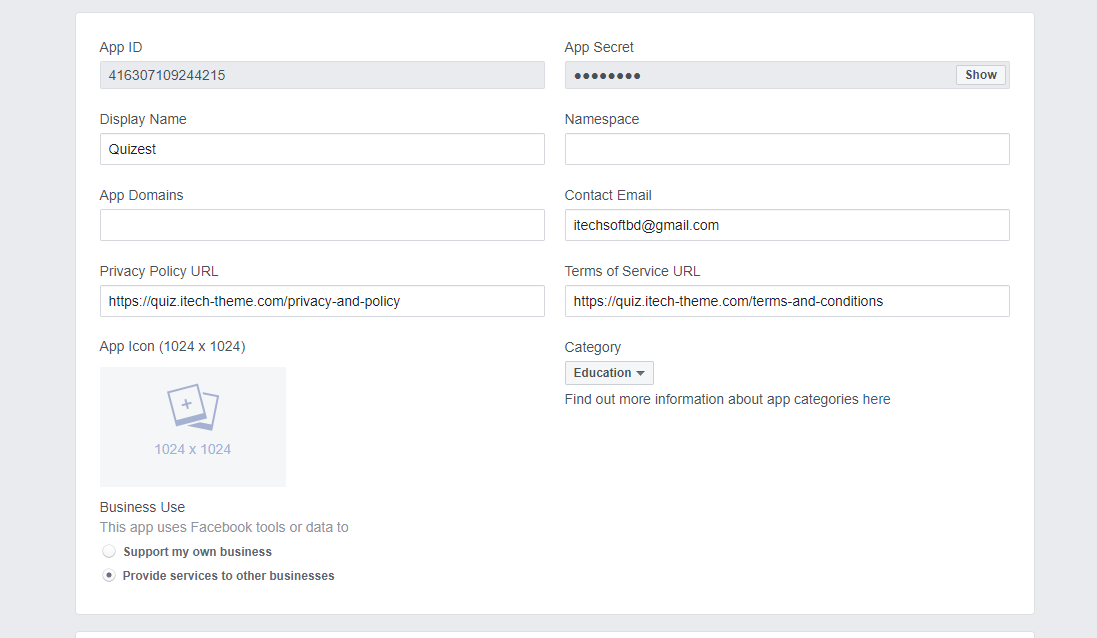 App ID
416307109244215
App Secret
●●●●●●●● Show
Display Name
Quizest
Namespace
App Domains
Contact Email
itechsoftbd@gmail.com
Privacy Policy URL
https://quiz.itech-theme.com/privacy-and-policy
Terms of Service URL
https://quiz.itech-theme.com/terms-and-conditions
App Icon (1024 x 1024)
1024 x 1024
Category
Education
Find out more information about app categories here
Business Use
This app uses Facebook tools or data to
Support my own business
Provide services to other businesses